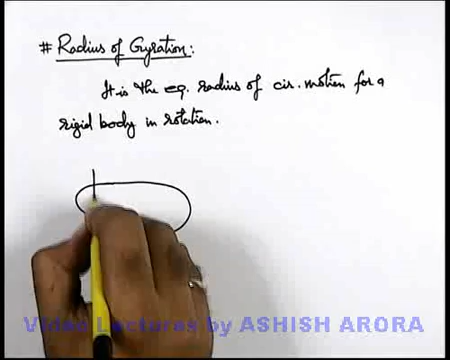 # Radius of Gyration :
It is the eq. radius of cir. motion for a
rigid body in rotation.
Video Lectures by ASHISH ARORA